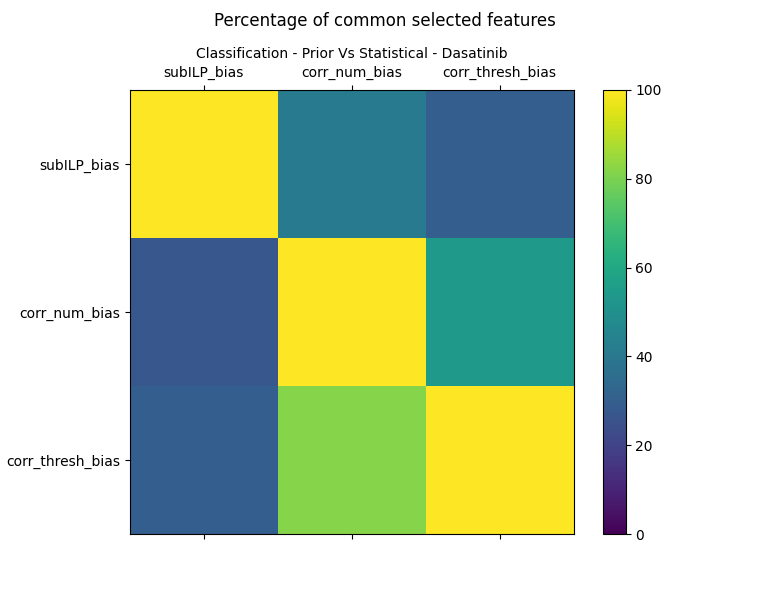 Percentage of common selected features
Classification - Prior Vs Statistical - Dasatinib
subILP_bias corr_num_bias corr_thresh_bias
subILP_bias
corr_num_bias
corr_thresh_bias
100
80
60
40
20
0